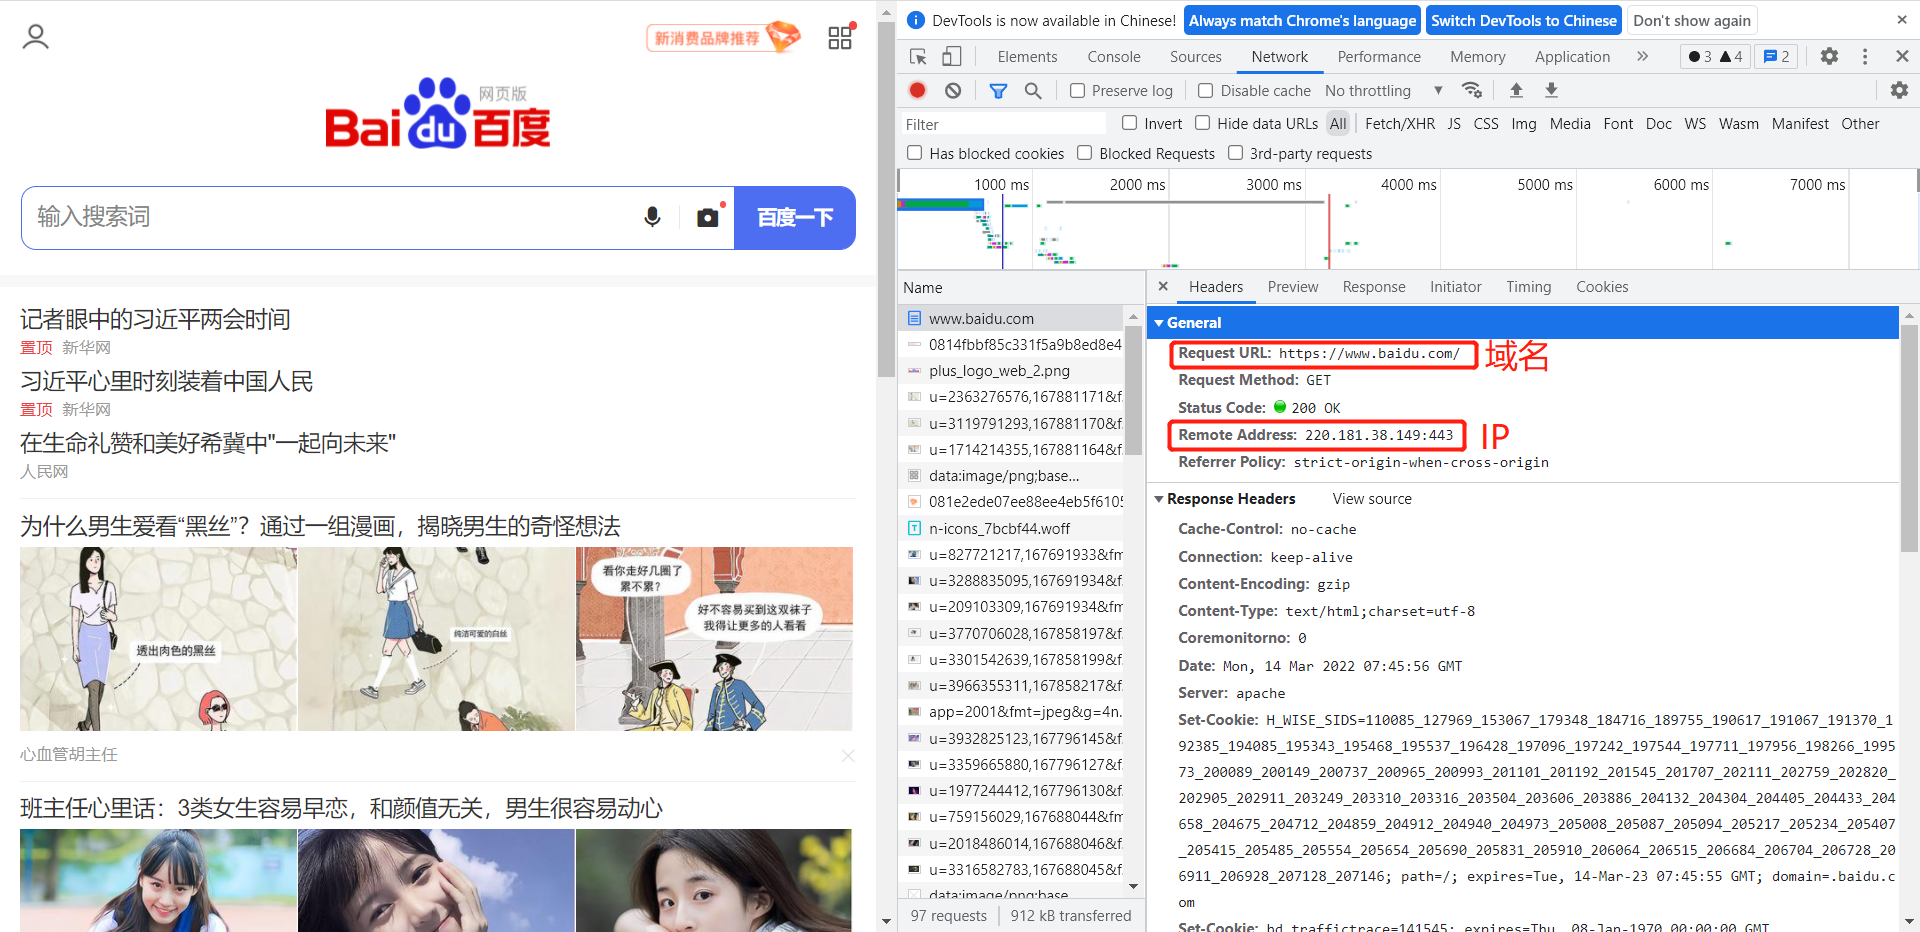 新消费品牌推荐
网页版
Bai du 百度
输入搜索词
百度一下
记者眼中的习近平两会时间
置顶 新华网
习近平心里时刻装着中国人民
置顶 新华网
在生命礼赞和美好希冀中"一起向未来"
人民网
为什么男生爱看“黑丝”？通过一组漫画，揭晓男生的奇怪想法
透出肉色的黑丝
纯洁可爱的白丝
看你走好几圈了
累不累？
好不容易买到这双袜子
我得让更多的人看看
心血管胡主任
班主任心里话：3类女生容易早恋，和颜值无关，男生很容易动心
DevTools is now available in Chinese! Always match Chrome's language Switch DevTools to Chinese Don't show again
Elements Console Sources Network Performance Memory Application » 3 4 2
Preserve log Disable cache No throttling
Filter Invert Hide data URLs All Fetch/XHR JS CSS Img Media Font Doc WS Wasm Manifest Other
Has blocked cookies Blocked Requests 3rd-party requests
1000 ms 2000 ms 3000 ms 4000 ms 5000 ms 6000 ms 7000 ms
Name
www.baidu.com
0814fbbf85c331f5a9b8ed8e4
plus_logo_web_2.png
u=2363276576,167881171&f.
u=3119791293,167881170&f.
u=1714214355,167881164&f.
data:image/png;base...
081e2ede07ee88ee4eb5f6105
n-icons_7bcbf44.woff
u=827721217,167691933&fm
u=3288835095,167691934&f.
u=209103309,167691934&fm
u=3770706028,167858197&f.
u=3301542639,167858199&f.
u=3966355311,167858217&f.
app=2001&fmt=jpeg&g=4n.
u=3932825123,167796145&f.
u=3359665880,167796127&f.
u=1977244412,167796130&f.
u=759156029,167688044&fm
u=2018486014,167688046&f.
u=3316582783,167688045&f.
data:image/png;base
97 requests 912 kB transferred
Headers Preview Response Initiator Timing Cookies
General
Request URL: https://www.baidu.com/ 域名
Request Method: GET
Status Code: 200 OK
Remote Address: 220.181.38.149:443 IP
Referrer Policy: strict-origin-when-cross-origin
Response Headers View source
Cache-Control: no-cache
Connection: keep-alive
Content-Encoding: gzip
Content-Type: text/html;charset=utf-8
Coremonitorno: 0
Date: Mon, 14 Mar 2022 07:45:56 GMT
Server: apache
Set-Cookie: H_WISE_SIDS=110085_127969_153067_179348_184716_189755_190617_191067_191370_1
92385_194085_195343_195468_195537_196428_197096_197242_197544_197711_197956_198266_1995
73_200089_200149_200737_200965_200993_201101_201192_201545_201707_202111_202759_202820_
202905_202911_203249_203310_203316_203504_203606_203886_204132_204304_204405_204433_204
658_204675_204712_204859_204912_204940_204973_205008_205087_205094_205217_205234_205407
_205415_205485_205554_205654_205690_205831_205910_206064_206515_206684_206704_206728_20
6911_206928_207128_207146; path=/; expires=Tue, 14-Mar-23 07:45:55 GMT; domain=.baidu.c
om
Set-Cookie: bd_traffictrace=141545; expires=Thu, 08-Jan-1970 00:00:00 GMT